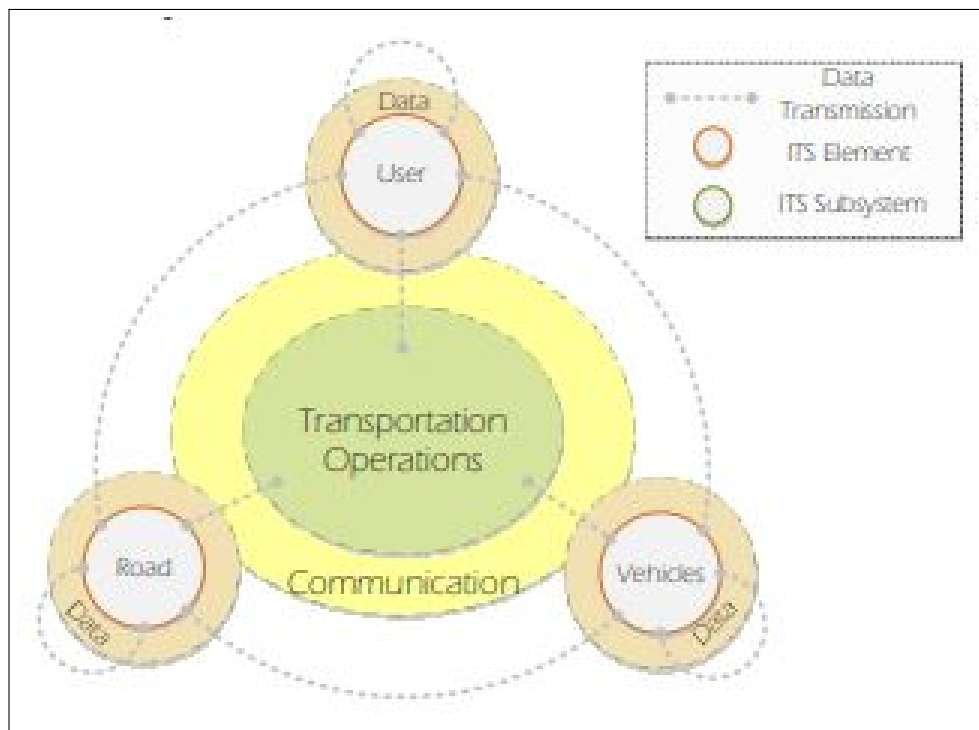 Data
User
Data
Transmission
ITS Element
ITS Subsystem
Transportation
Operations
Communication
Road
Data
Vehicles
Data